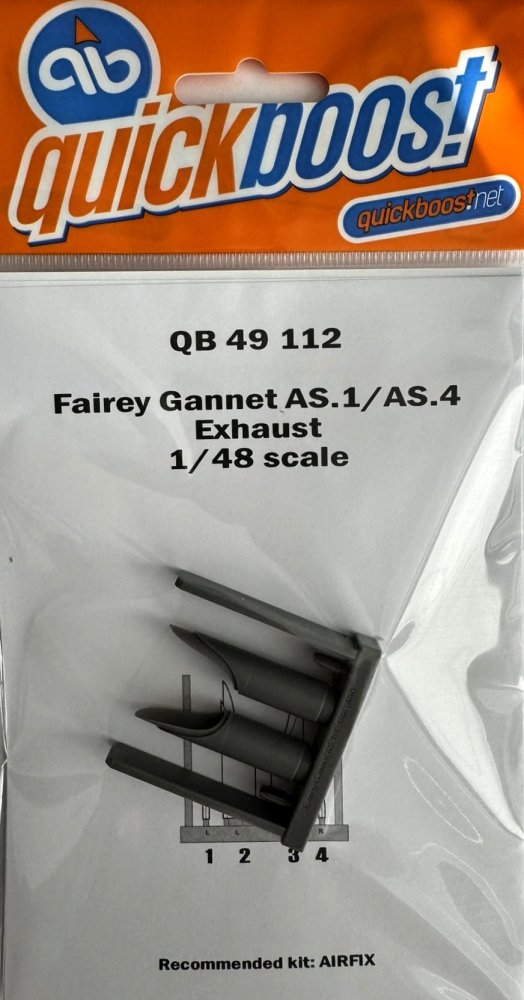 qb
quickboost
quickboost.net
QB 49 112
Fairey Gannet AS.1/AS.4
Exhaust
1/48 scale
L L R
1 2 3 4
Recommended kit: AIRFIX